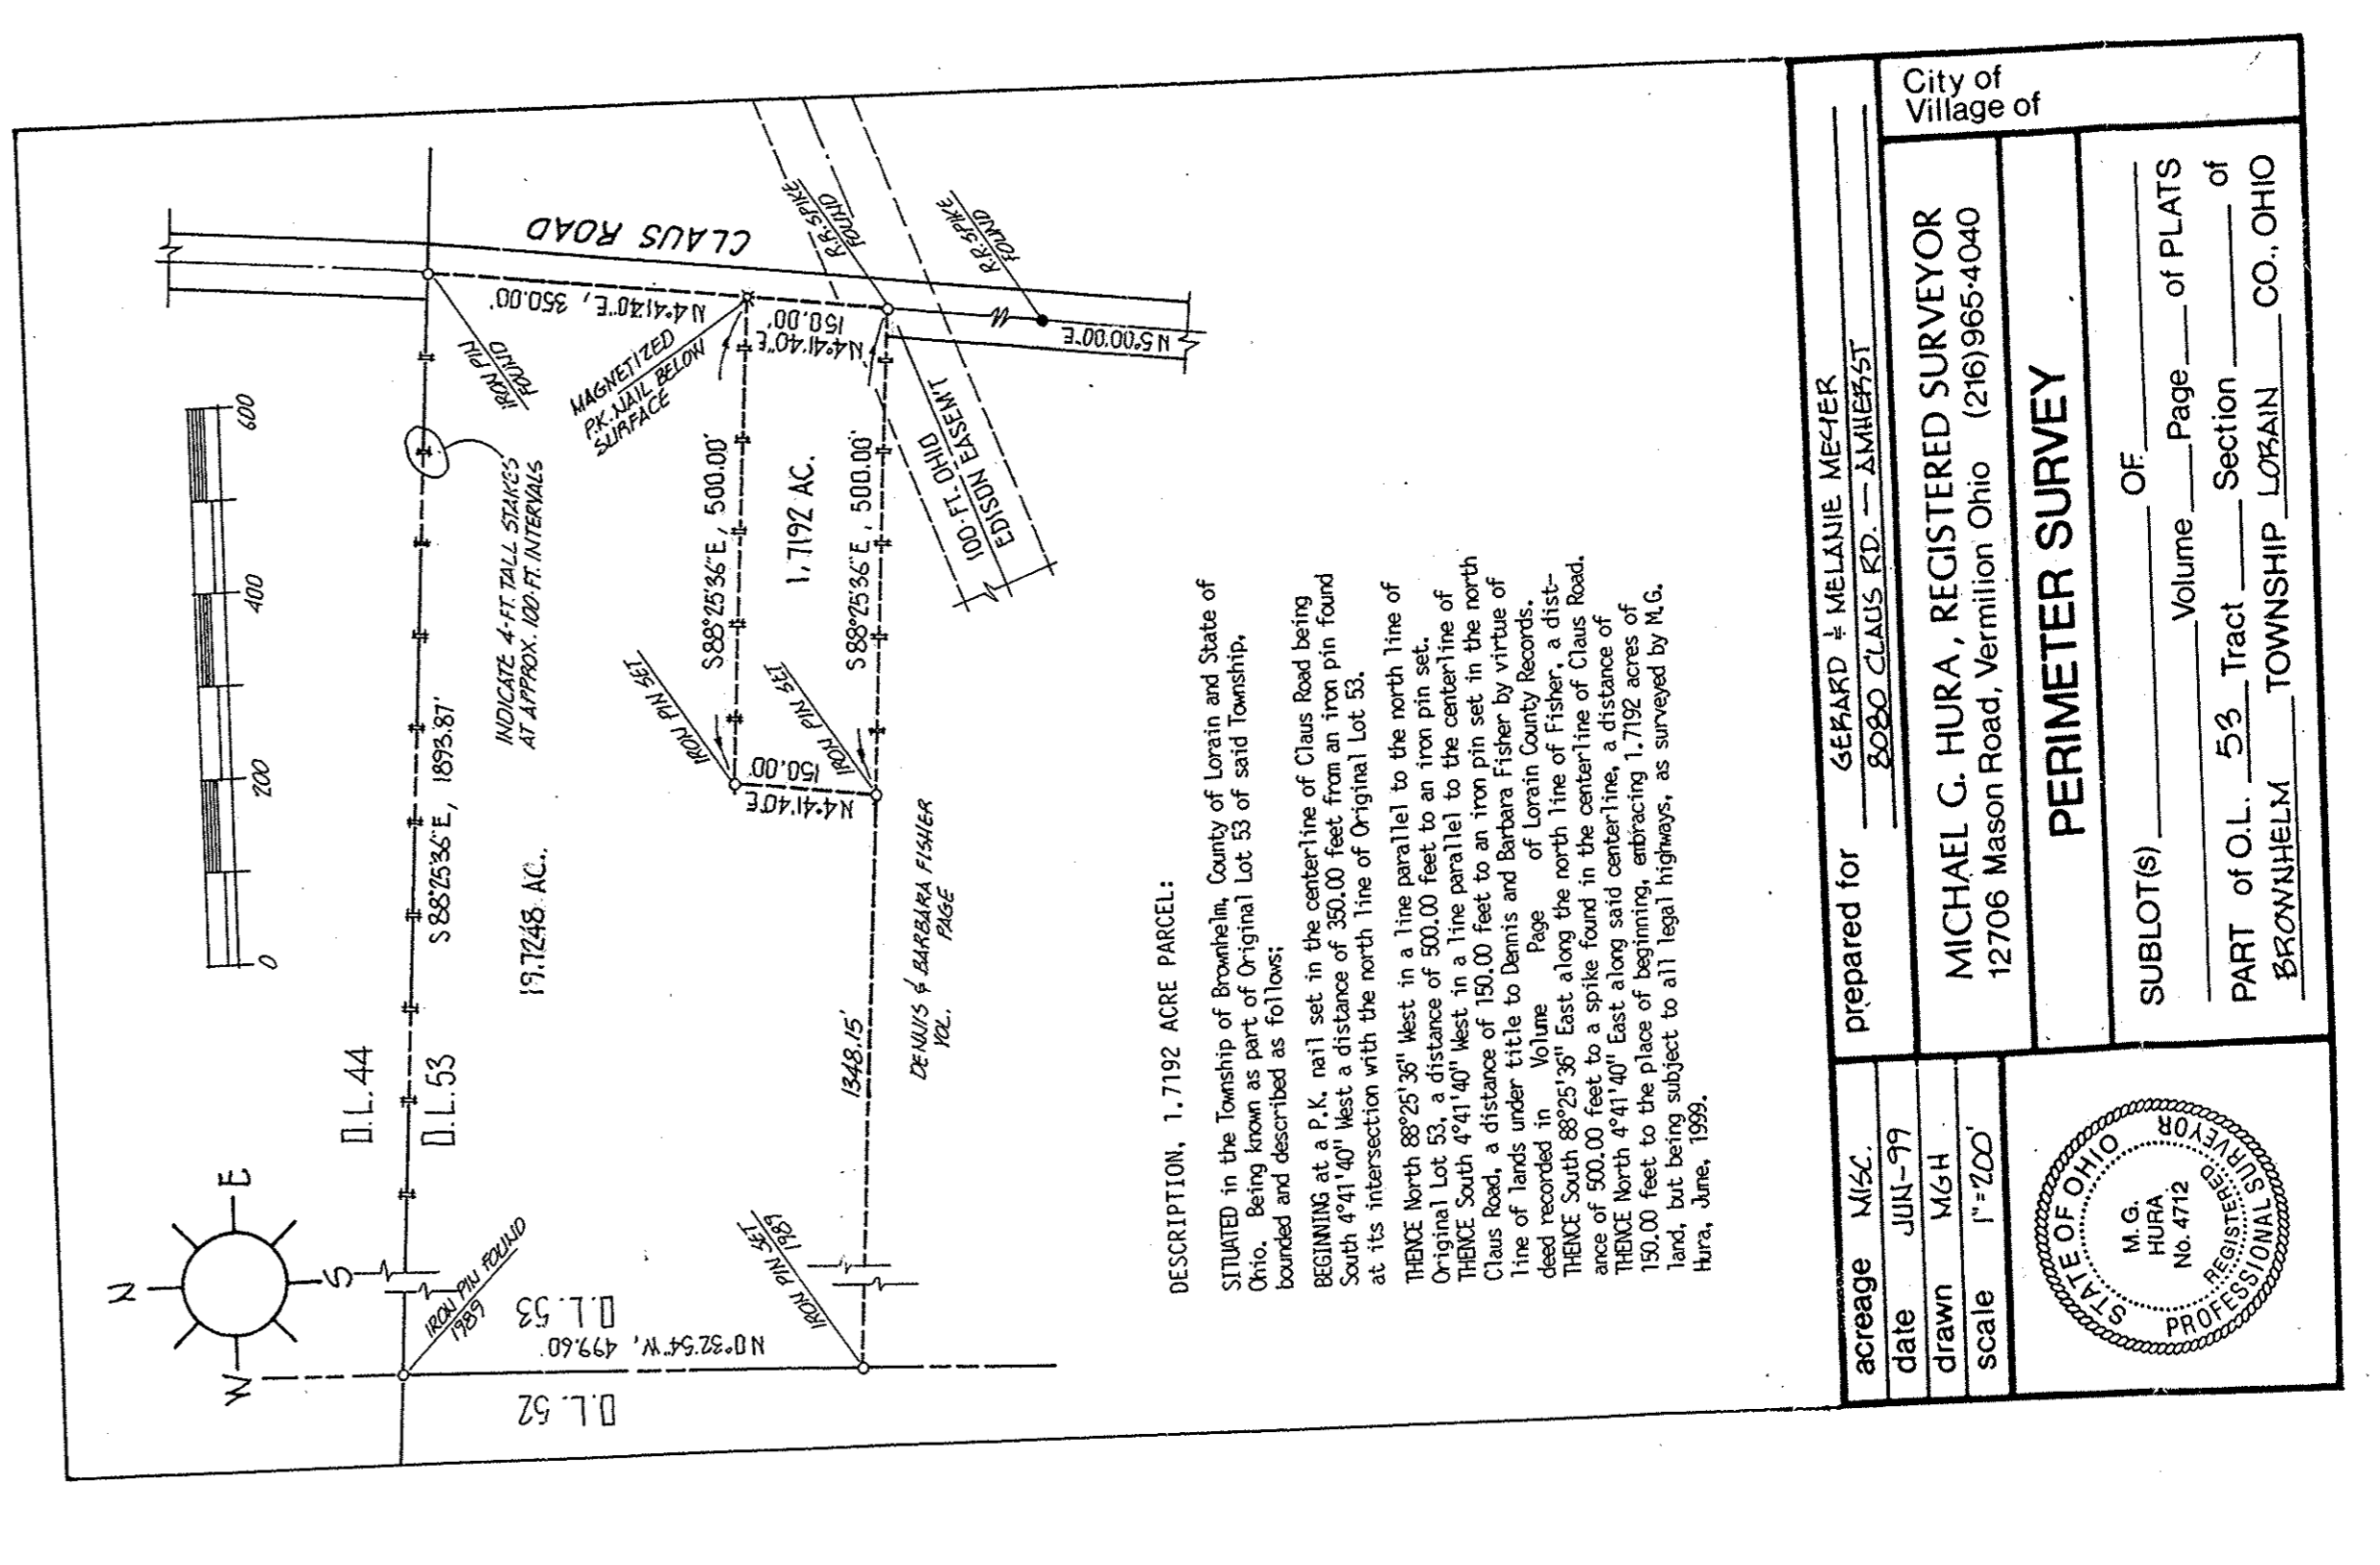 N
E
S
W
0
200
400
600
O.L. 44
O.L. 53
S 88°25'36"E, 1893.87'
19.7248 AC.
INDICATE 4-FT. TALL STAKES
AT APPROX. 100-FT. INTERVALS
IRON PIN
FOUND
CLAUS ROAD
N 4°41'40"E, 350.00'
MAGNETIZED
P.K. NAIL BELOW
SURFACE
N 4°41'40"E
150.00'
R.R. SPIKE
FOUND
R.R. SPIKE
FOUND
N 5°00'00"E
S 88°25'36"E, 500.00'
1.7192 AC.
S 88°25'36"E, 500.00'
100-FT. OHIO
EDISON EASEM'T
IRON PIN SET
IRON PIN SET
150.00'
N 4°41'40"E
DENNIS & BARBARA FISHER
VOL. PAGE
1348.15'
IRON PIN FOUND
1989
IRON PIN SET
1989
O.L. 53
N 0°32'54"W, 499.60'
O.L. 52
DESCRIPTION, 1.7192 ACRE PARCEL:
SITUATED in the Township of Brownhelm, County of Lorain and State of
Ohio. Being known as part of Original Lot 53 of said Township,
bounded and described as follows:
BEGINNING at a P.K. nail set in the centerline of Claus Road being
South 4°41'40" West a distance of 350.00 feet from an iron pin found
at its intersection with the north line of Original Lot 53.
THENCE North 88°25'36" West in a line parallel to the north line of
Original Lot 53, a distance of 500.00 feet to an iron pin set.
THENCE South 4°41'40" West in a line parallel to the centerline of
Claus Road, a distance of 150.00 feet to an iron pin set in the north
line of lands under title to Dennis and Barbara Fisher by virtue of
deed recorded in Volume Page of Lorain County Records.
THENCE South 88°25'36" East along the north line of Fisher, a dist-
ance of 500.00 feet to a spike found in the centerline of Claus Road.
THENCE North 4°41'40" East along said centerline, a distance of
150.00 feet to the place of beginning, embracing 1.7192 acres of
land, but being subject to all legal highways, as surveyed by M.G.
Hura, June, 1999.
acreage MISC.
date JUN-99
drawn MGH
scale 1"=200'
prepared for GERARD & MELANIE MEYER
8080 CLAUS RD. — AMHERST
MICHAEL G. HURA, REGISTERED SURVEYOR
12706 Mason Road, Vermilion Ohio (216)965-4040
PERIMETER SURVEY
City of
Village of
SUBLOT(s) OF
Volume Page of PLATS
PART of O.L. 53 Tract Section of
BROWNHELM TOWNSHIP LORAIN CO., OHIO
STATE OF OHIO
M. G.
HURA
No. 4712
REGISTERED
PROFESSIONAL SURVEYOR